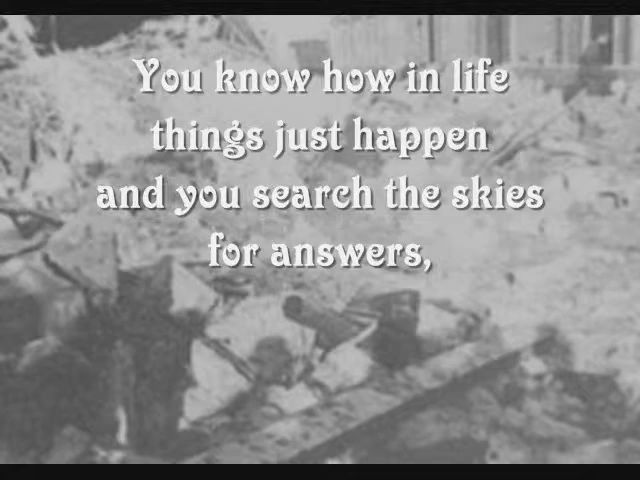 You know how in life
things just happen
and you search the skies
for answers,